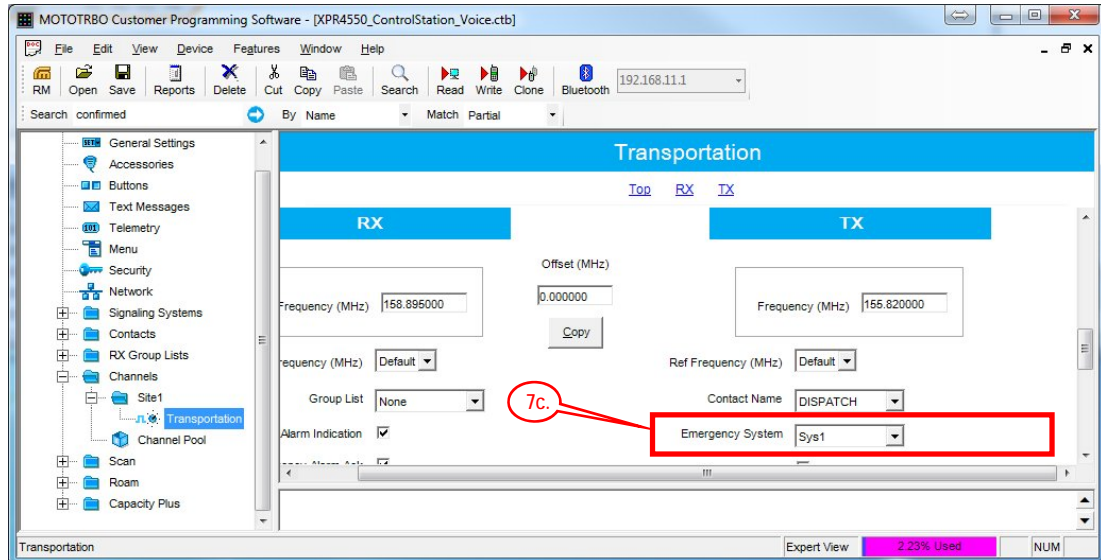 MOTOTRBO Customer Programming Software - [XPR4550_ControlStation_Voice.ctb]
File Edit View Device Features Window Help
RM Open Save Reports Delete Cut Copy Paste Search Read Write Clone Bluetooth 192.168.11.1
Search confirmed By Name Match Partial
General Settings
Accessories
Buttons
Text Messages
Telemetry
Menu
Security
Network
Signaling Systems
Contacts
RX Group Lists
Channels
Site1
Transportation
Channel Pool
Scan
Roam
Capacity Plus
Transportation
Top RX TX
RX TX
Offset (MHz)
0.000000
Frequency (MHz) 158.895000
Copy
Frequency (MHz) 155.820000
requency (MHz) Default
Ref Frequency (MHz) Default
Group List None
7c.
Contact Name DISPATCH
Alarm Indication
Emergency System Sys1
Transportation Expert View 2.23% Used NUM